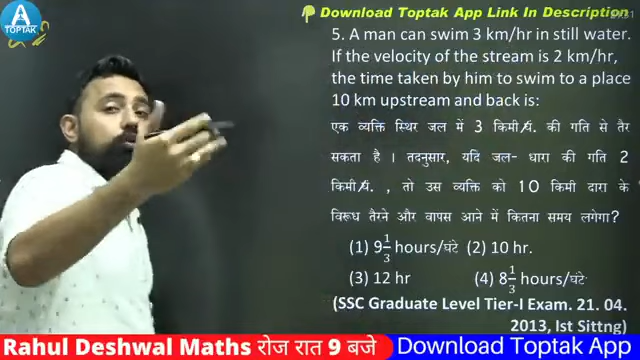 A
TOPTAK
Download Toptak App Link In Description
5. A man can swim 3 km/hr in still water.
If the velocity of the stream is 2 km/hr,
the time taken by him to swim to a place
10 km upstream and back is:
एक व्यक्ति स्थिर जल में 3 किमी/घं. की गति से तैर
सकता है । तदनुसार, यदि जल- धारा की गति 2
किमी/घं. , तो उस व्यक्ति को 10 किमी दारा के
विरूध तैरने और वापस आने में कितना समय लगेगा?
(1) 9 1/3 hours/घंटे (2) 10 hr.
(3) 12 hr (4) 8 1/3 hours/घंटे
(SSC Graduate Level Tier-I Exam. 21. 04.
2013, Ist Sittng)
Rahul Deshwal Maths रोज रात 9 बजे Download Toptak App